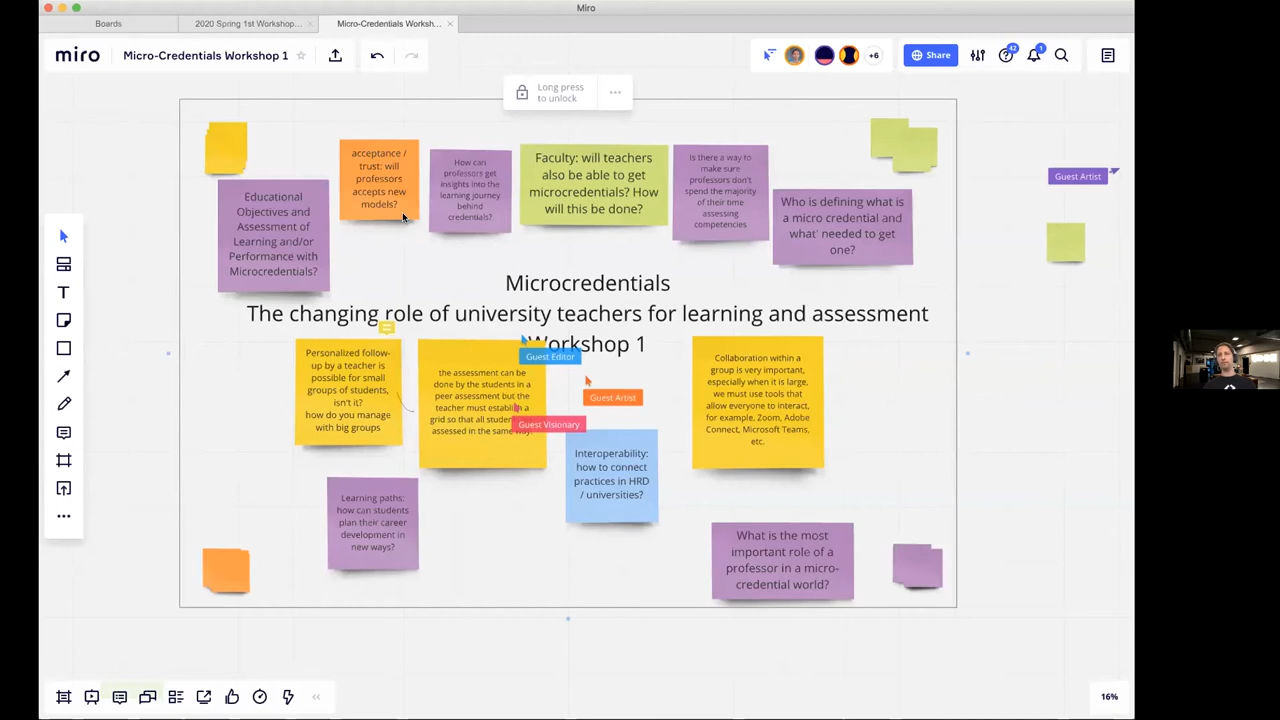 Miro
Boards
2020 Spring 1st Workshop...
Micro-Credentials Worksh...
miro
Micro-Credentials Workshop 1
+6
Share
42
1
Long press
to unlock
Educational
Objectives and
Assessment of
Learning and/or
Performance with
Microcredentials?
acceptance /
trust: will
professors
accepts new
models?
How can
professors get
insights into the
learning journey
behind
credentials?
Faculty: will teachers
also be able to get
microcredentials? How
will this be done?
Is there a way to
make sure
professors don't
spend the majority
of their time
assessing
competencies
Who is defining what is
a micro credential and
what' needed to get
one?
Guest Artist
Microcredentials
The changing role of university teachers for learning and assessment
Workshop 1
Personalized follow-
up by a teacher is
possible for small
groups of students,
isn't it?
how do you manage
with big groups
the assessment can be
done by the students in a
peer assessment but the
teacher must establish a
grid so that all
assessed in the same way.
Guest Editor
Guest Artist
Guest Visionary
Interoperability:
how to connect
practices in HRD
/ universities?
Collaboration within a
group is very important,
especially when it is large,
we must use tools that
allow everyone to interact,
for example, Zoom, Adobe
Connect, Microsoft Teams,
etc.
Learning paths:
how can students
plan their career
development in
new ways?
What is the most
important role of a
professor in a micro-
credential world?
16%